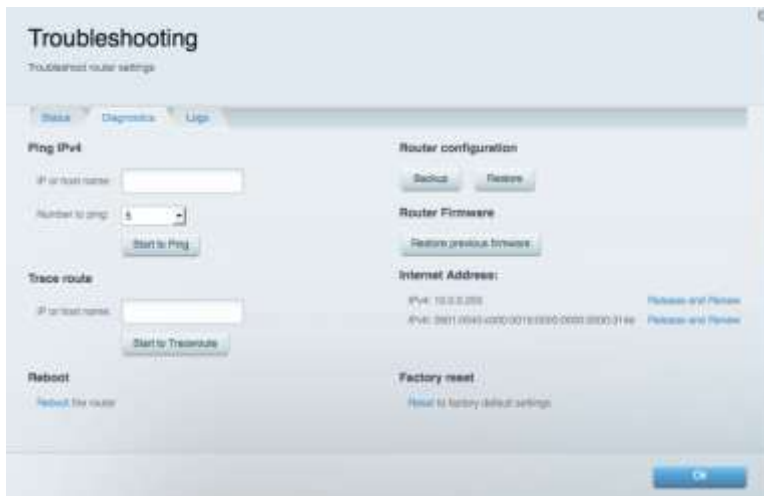 Troubleshooting
Troubleshoot router settings
Status
Diagnostics
Logs
Ping IPv4
IP or host name:
Number to ping:
5
Start to Ping
Trace route
IP or host name:
Start to Traceroute
Reboot
Reboot the router
Router configuration
Backup
Restore
Router Firmware
Restore previous firmware
Internet Address:
Release and Renew
Release and Renew
Factory reset
Reset to factory default settings
Ok